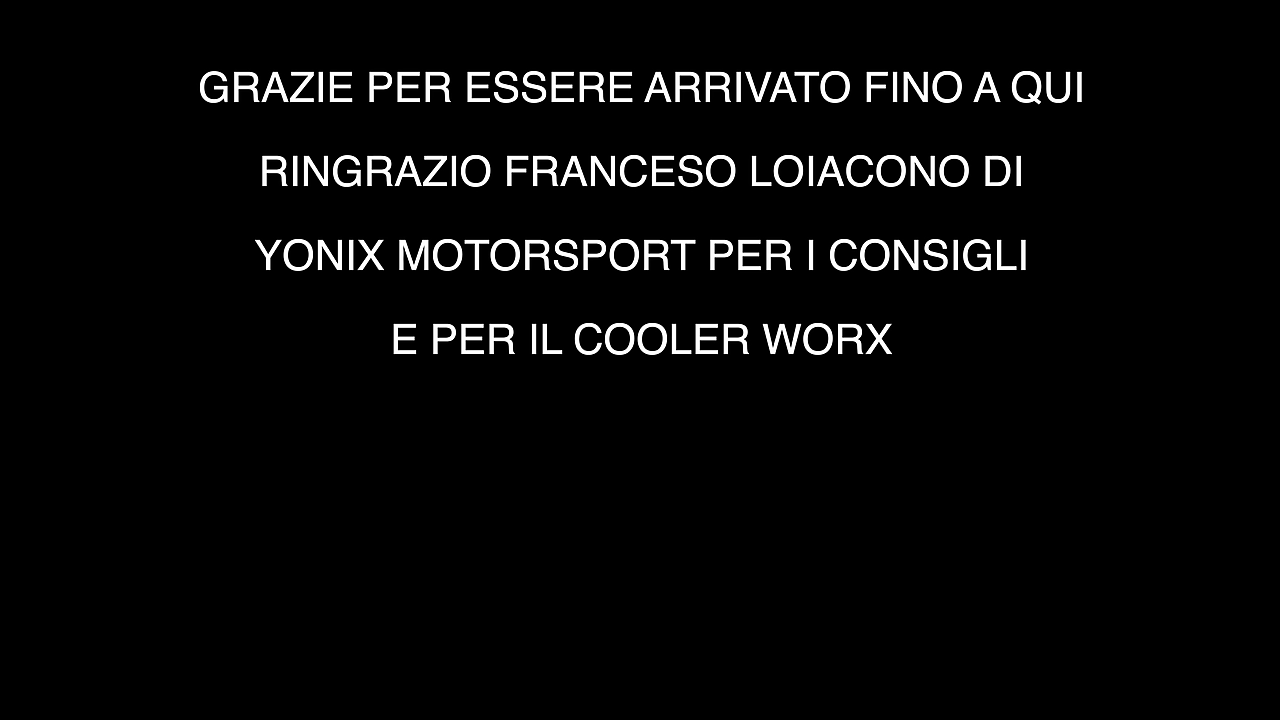 GRAZIE PER ESSERE ARRIVATO FINO A QUI
RINGRAZIO FRANCESO LOIACONO DI
YONIX MOTORSPORT PER I CONSIGLI
E PER IL COOLER WORX